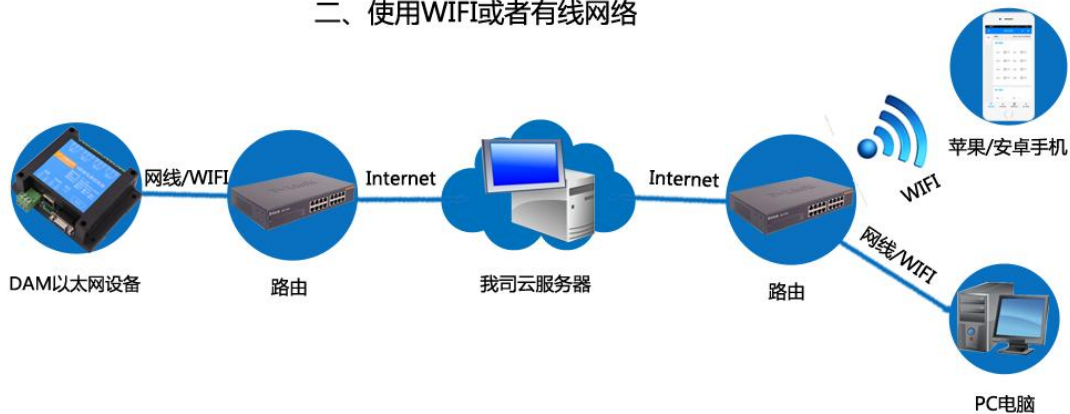 二、使用WIFI或者有线网络
苹果/安卓手机
网线/WIFI
Internet
Internet
WIFI
网线/WIFI
DAM以太网设备
路由
我司云服务器
路由
PC电脑